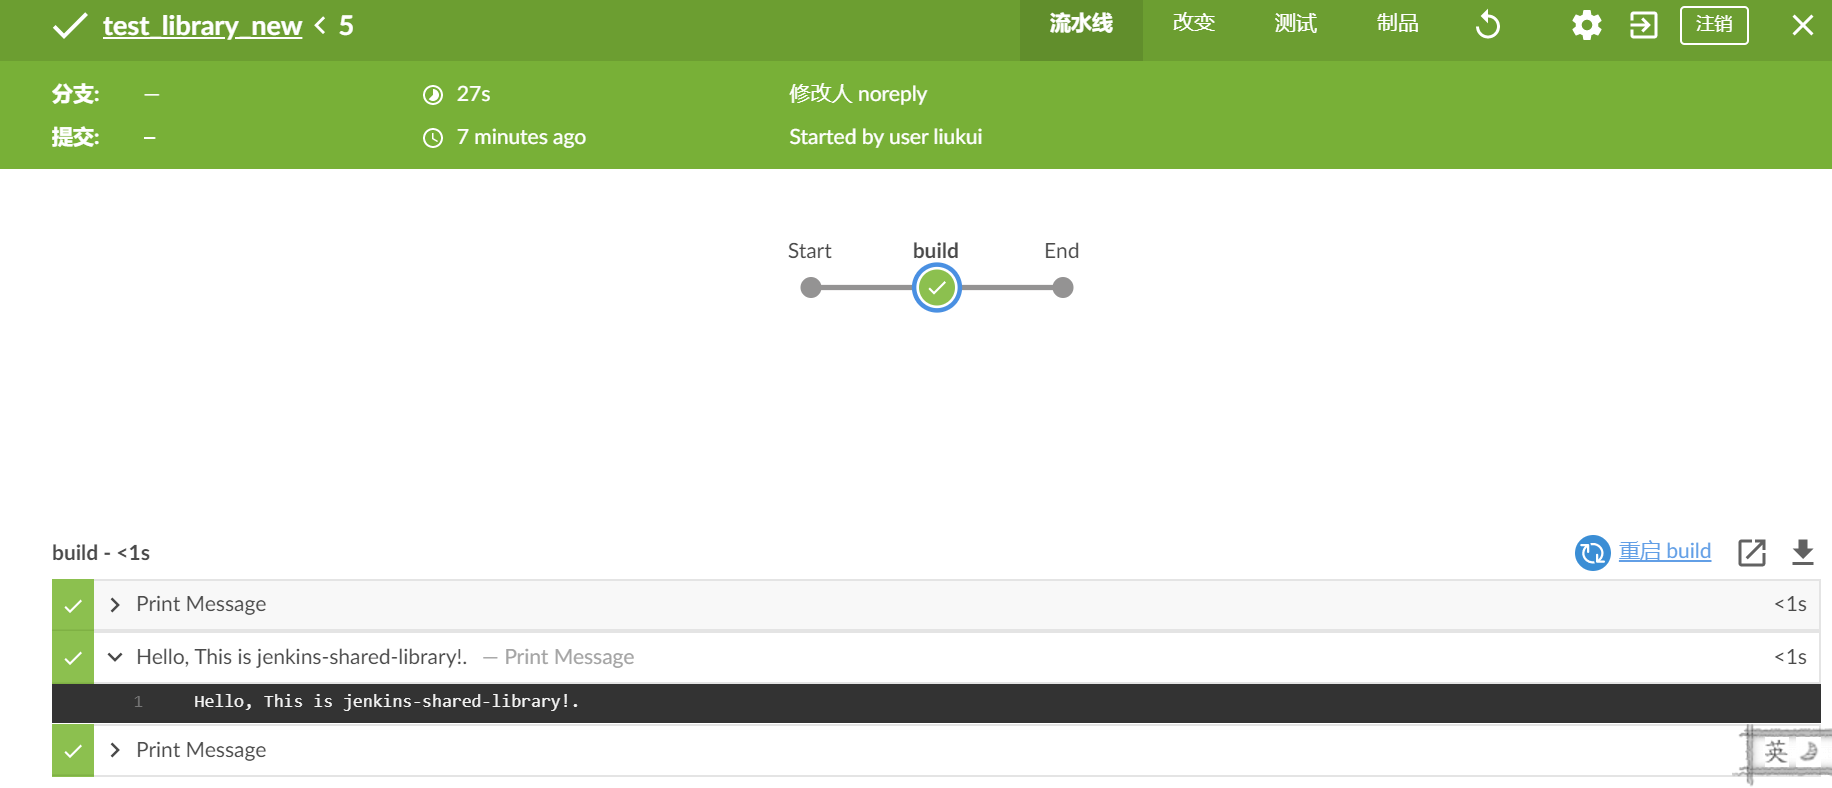 test_library_new < 5 流水线 改变 测试 制品 注销
分支: — 27s 修改人 noreply
提交: – 7 minutes ago Started by user liukui
Start build End
build - <1s 重启 build
Print Message <1s
Hello, This is jenkins-shared-library!. — Print Message <1s
1 Hello, This is jenkins-shared-library!.
Print Message
英